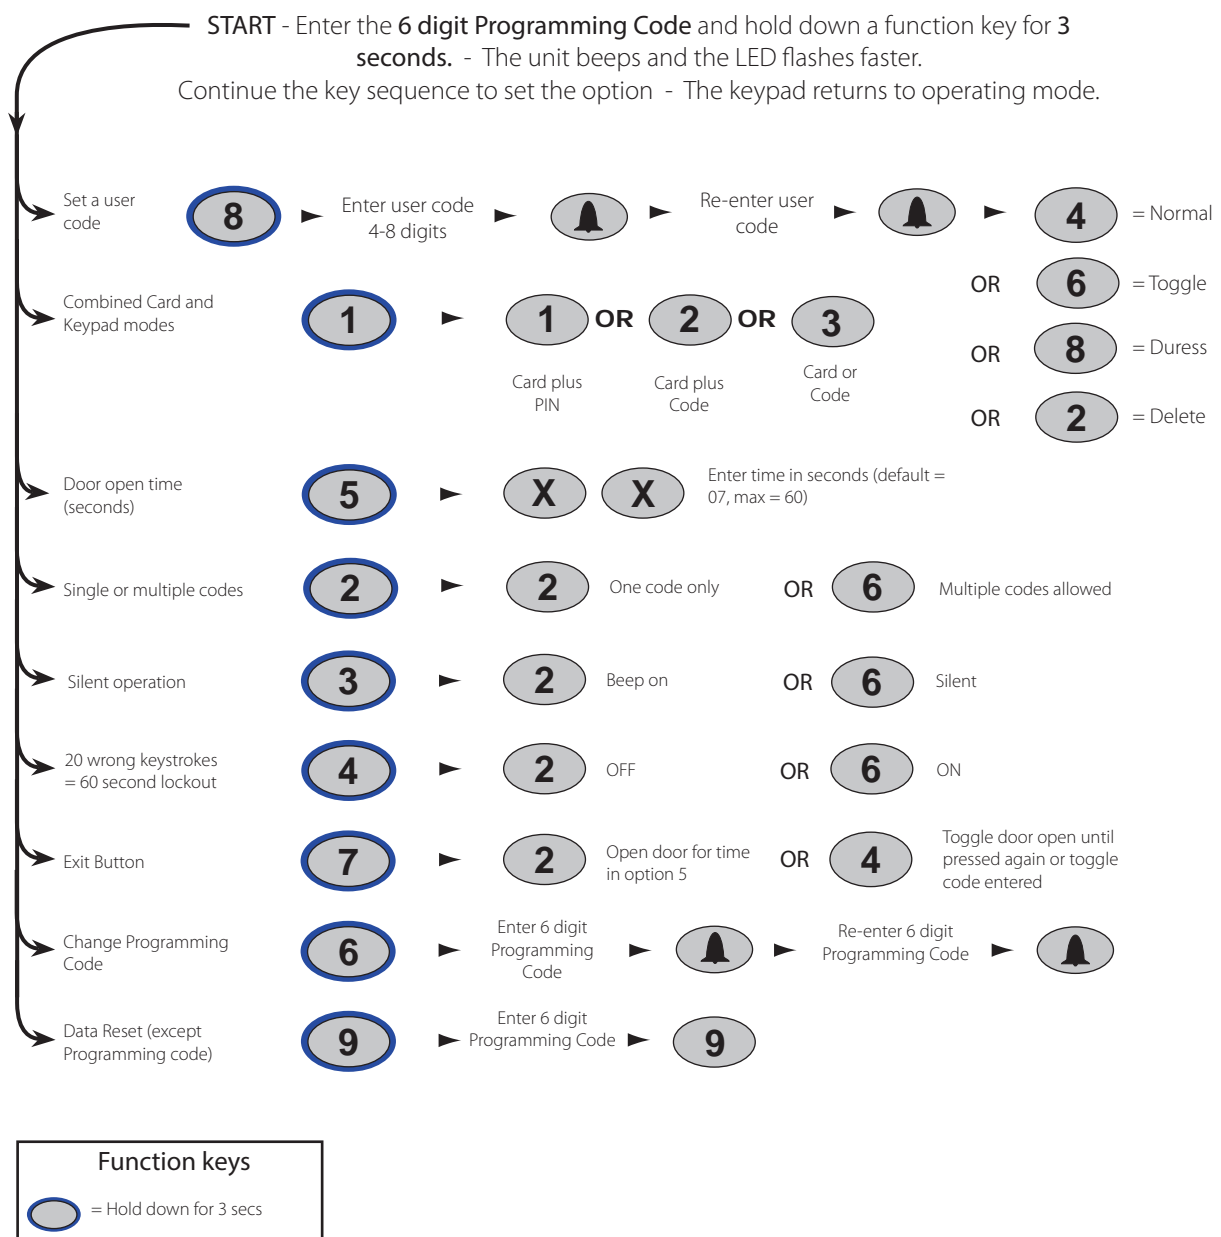 START - Enter the 6 digit Programming Code and hold down a function key for 3
seconds. - The unit beeps and the LED flashes faster.
Continue the key sequence to set the option - The keypad returns to operating mode.
Set a user
code
8
Enter user code
4-8 digits
Re-enter user
code
4 = Normal
OR 6 = Toggle
OR 8 = Duress
OR 2 = Delete
Combined Card and
Keypad modes
1
1 OR 2 OR 3
Card plus
PIN
Card plus
Code
Card or
Code
Door open time
(seconds)
5
X X
Enter time in seconds (default =
07, max = 60)
Single or multiple codes
2
2 One code only
OR 6 Multiple codes allowed
Silent operation
3
2 Beep on
OR 6 Silent
20 wrong keystrokes
= 60 second lockout
4
2 OFF
OR 6 ON
Exit Button
7
2
Open door for time
in option 5
OR 4
Toggle door open until
pressed again or toggle
code entered
Change Programming
Code
6
Enter 6 digit
Programming
Code
Re-enter 6 digit
Programming Code
Data Reset (except
Programming code)
9
Enter 6 digit
Programming Code
9
Function keys
= Hold down for 3 secs